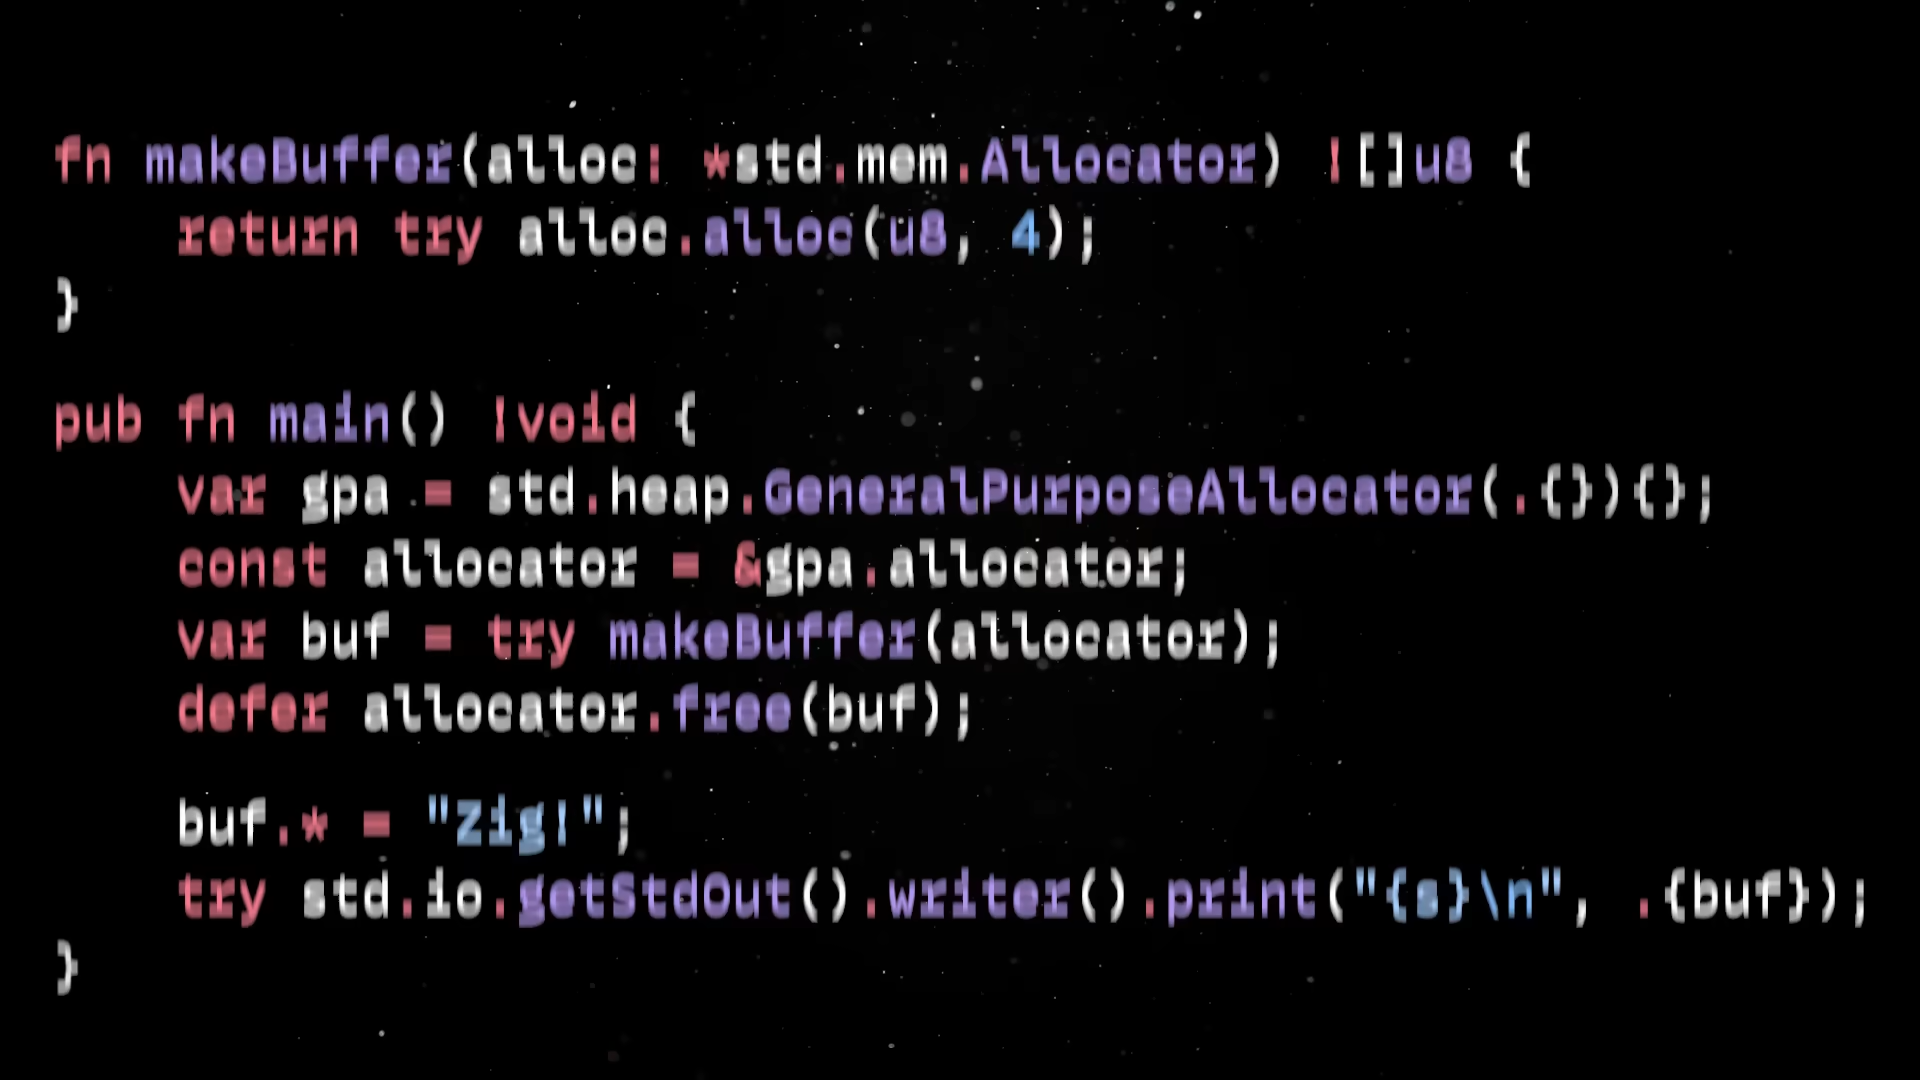 fn makeBuffer(alloc: *std.mem.Allocator) ![]u8 {
    return try alloc.alloc(u8, 4);
}
pub fn main() !void {
    var gpa = std.heap.GeneralPurposeAllocator(.{}){};
    const allocator = &gpa.allocator;
    var buf = try makeBuffer(allocator);
    defer allocator.free(buf);
    buf.* = "Zig!";
    try std.io.getStdOut().writer().print("{s}\n", .{buf});
}